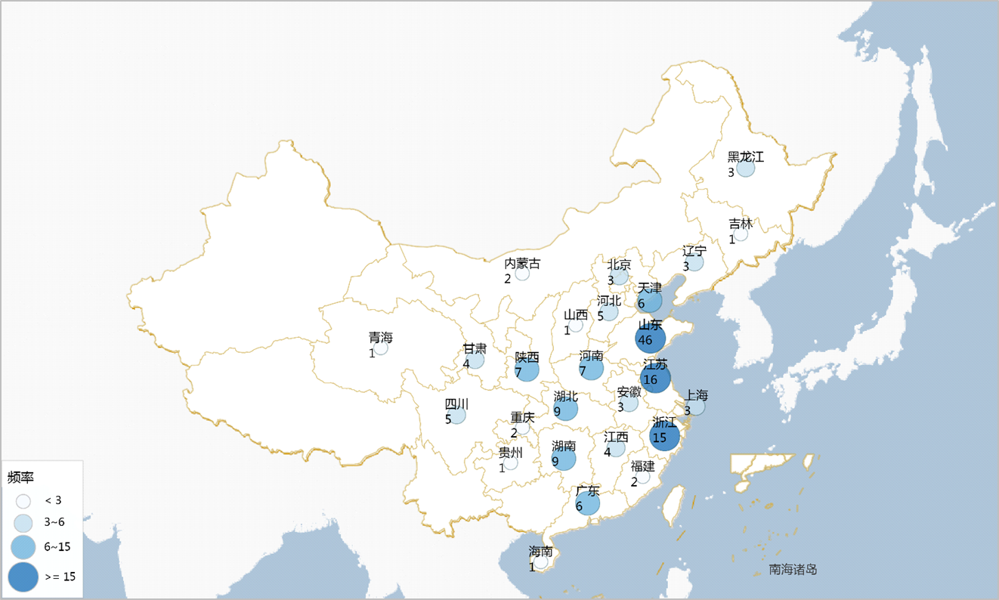 黑龙江
3
吉林
1
辽宁
3
内蒙古
2
北京
3
天津
6
河北
5
山西
1
山东
46
青海
1
甘肃
4
陕西
7
河南
7
江苏
16
安徽
3
上海
3
湖北
9
四川
5
重庆
2
浙江
15
江西
4
湖南
9
贵州
1
福建
2
广东
6
海南
1
南海诸岛
频率
< 3
3~6
6~15
>= 15